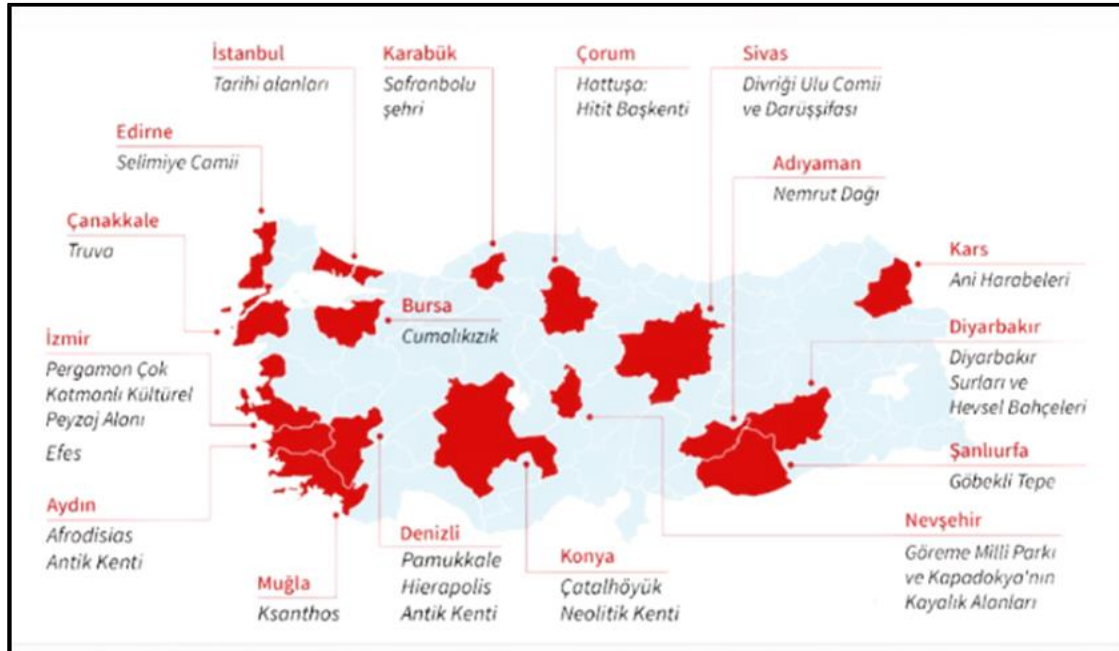 İstanbul
Tarihi alanları
Karabük
Safranbolu
şehri
Çorum
Hattuşa:
Hitit Başkenti
Sivas
Divriği Ulu Camii
ve Darüşşifası
Edirne
Selimiye Camii
Adıyaman
Nemrut Dağı
Çanakkale
Truva
Kars
Ani Harabeleri
Bursa
Cumalıkızık
İzmir
Pergamon Çok
Katmanlı Kültürel
Peyzaj Alanı
Efes
Diyarbakır
Diyarbakır
Surları ve
Hevsel Bahçeleri
Şanlıurfa
Göbekli Tepe
Aydın
Afrodisias
Antik Kenti
Muğla
Ksanthos
Denizli
Pamukkale
Hierapolis
Antik Kenti
Konya
Çatalhöyük
Neolitik Kenti
Nevşehir
Göreme Milli Parkı
ve Kapadokya'nın
Kayalık Alanları